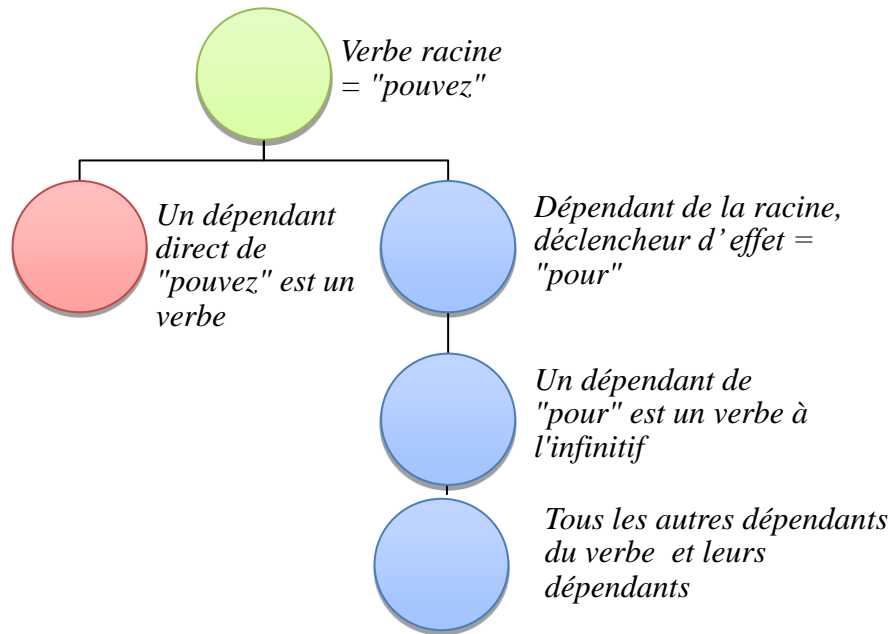 Verbe racine
= "pouvez"
Un dépendant
direct de
"pouvez" est un
verbe
Dépendant de la racine,
déclencheur d’effet =
"pour"
Un dépendant de
"pour" est un verbe à
l'infinitif
Tous les autres dépendants
du verbe et leurs
dépendants